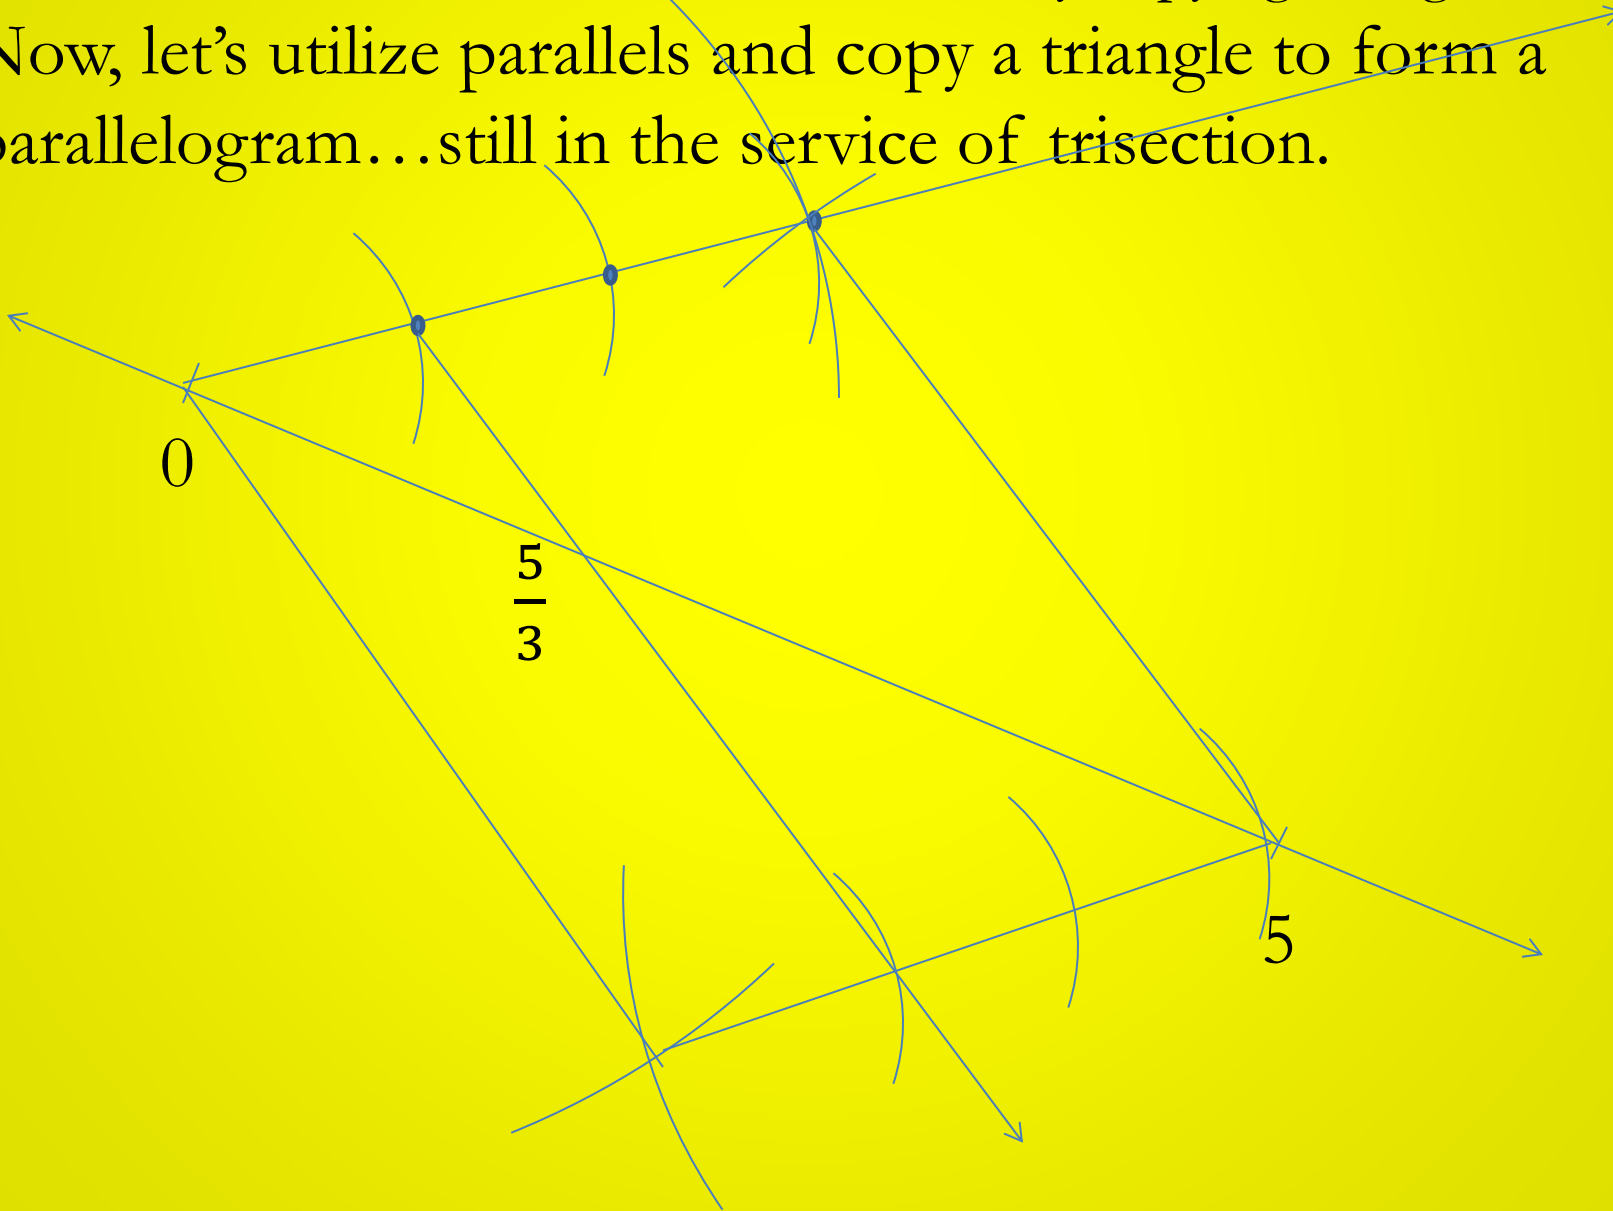 Now, let’s utilize parallels and copy a triangle to form a
parallelogram…still in the service of trisection.
0
5
3
5